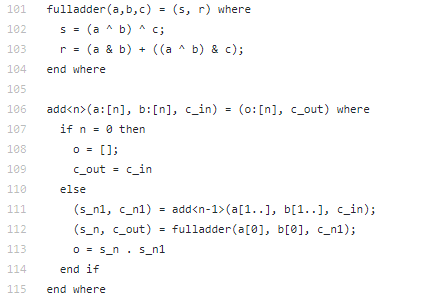 101 fulladder(a,b,c) = (s, r) where
102   s = (a ^ b) ^ c;
103   r = (a & b) + ((a ^ b) & c);
104 end where
105
106 add<n>(a:[n], b:[n], c_in) = (o:[n], c_out) where
107   if n = 0 then
108     o = [];
109     c_out = c_in
110   else
111     (s_n1, c_n1) = add<n-1>(a[1..], b[1..], c_in);
112     (s_n, c_out) = fulladder(a[0], b[0], c_n1);
113     o = s_n . s_n1
114   end if
115 end where